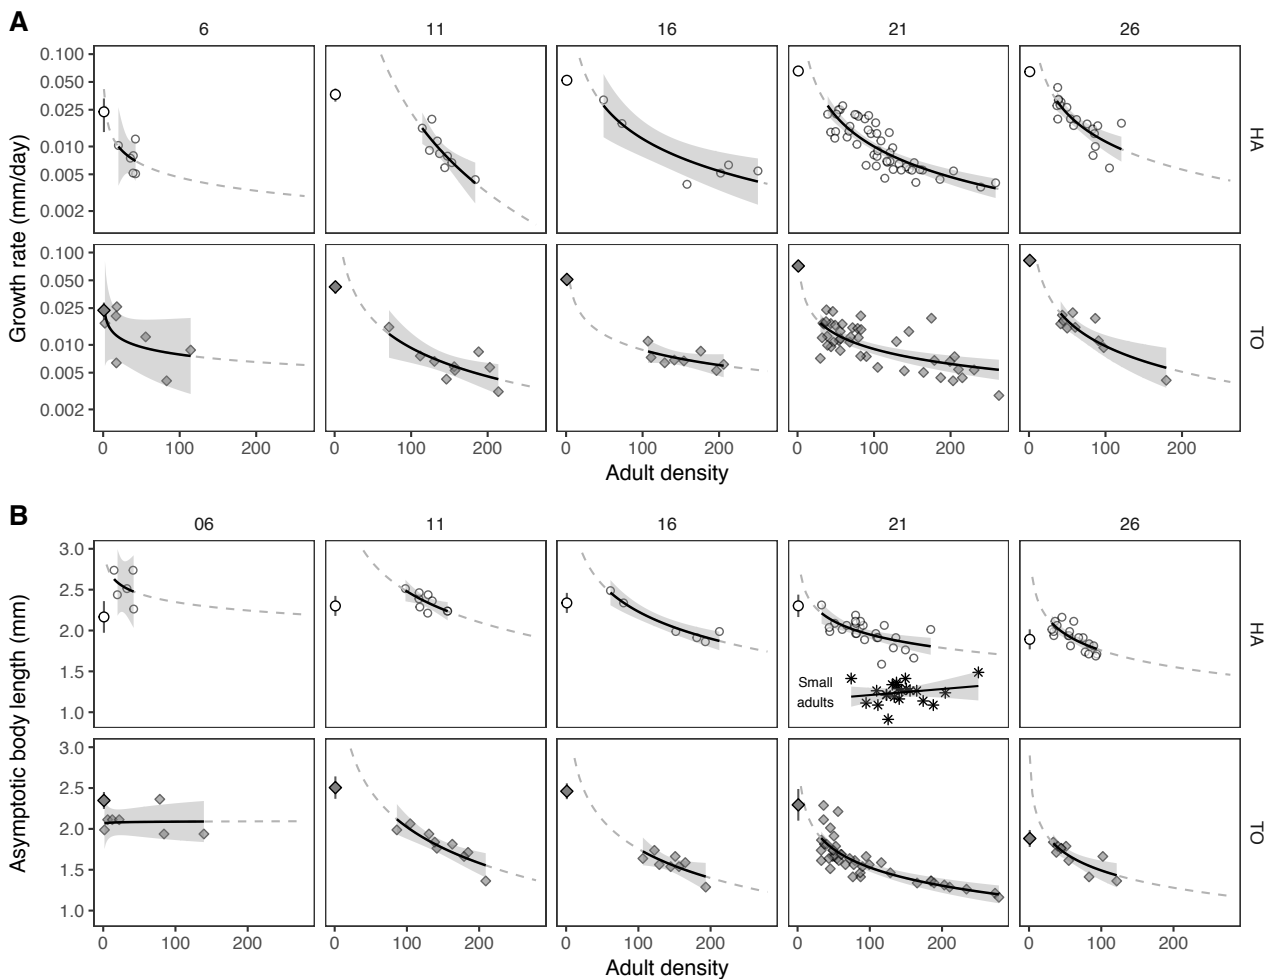 A
6 11 16 21 26
Growth rate (mm/day)
0.100
0.050
0.025
0.010
0.005
0.002
HA
0.100
0.050
0.025
0.010
0.005
0.002
TO
0 100 200 0 100 200 0 100 200 0 100 200 0 100 200
Adult density
B
06 11 16 21 26
Asymptotic body length (mm)
3.0
2.5
2.0
1.5
1.0
Small
adults
HA
3.0
2.5
2.0
1.5
1.0
TO
0 100 200 0 100 200 0 100 200 0 100 200 0 100 200
Adult density